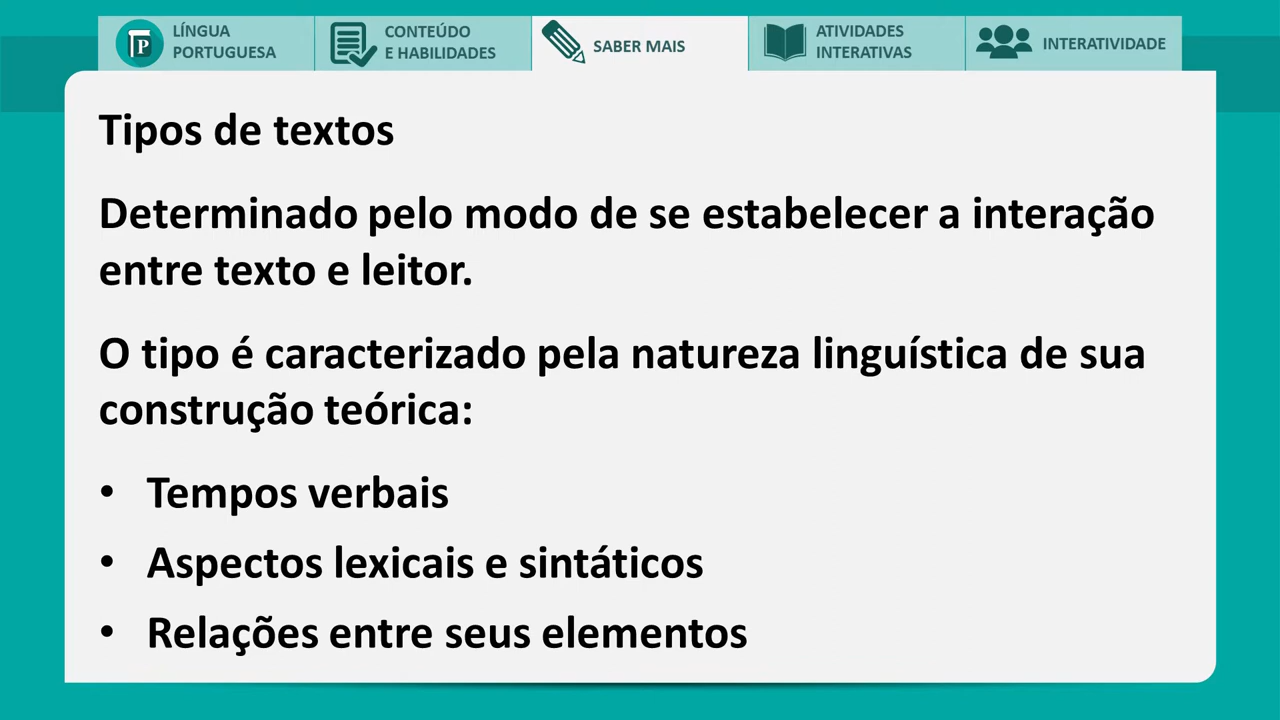 LÍNGUA
PORTUGUESA
CONTEÚDO
E HABILIDADES
SABER MAIS
ATIVIDADES
INTERATIVAS
INTERATIVIDADE
Tipos de textos
Determinado pelo modo de se estabelecer a interação
entre texto e leitor.
O tipo é caracterizado pela natureza linguística de sua
construção teórica:
• Tempos verbais
• Aspectos lexicais e sintáticos
• Relações entre seus elementos